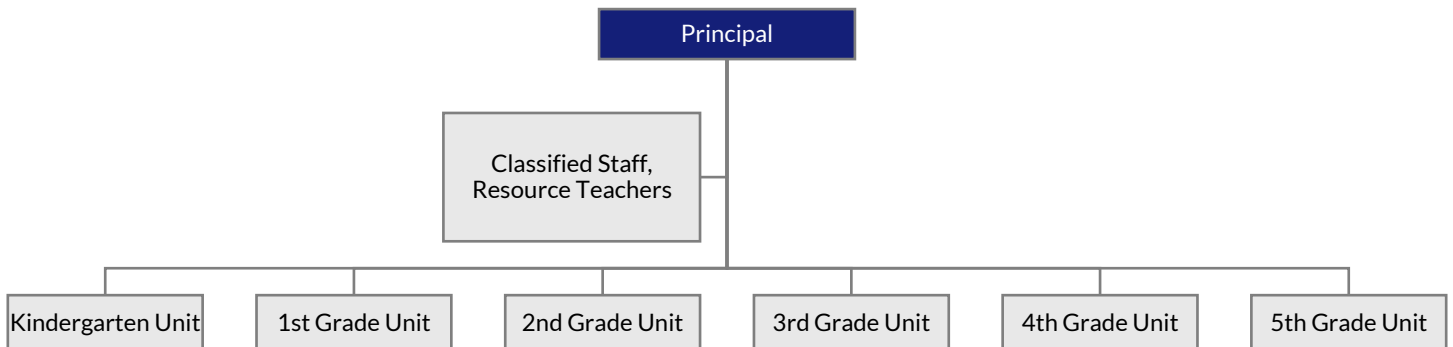 Principal
Classified Staff,
Resource Teachers
Kindergarten Unit
1st Grade Unit
2nd Grade Unit
3rd Grade Unit
4th Grade Unit
5th Grade Unit